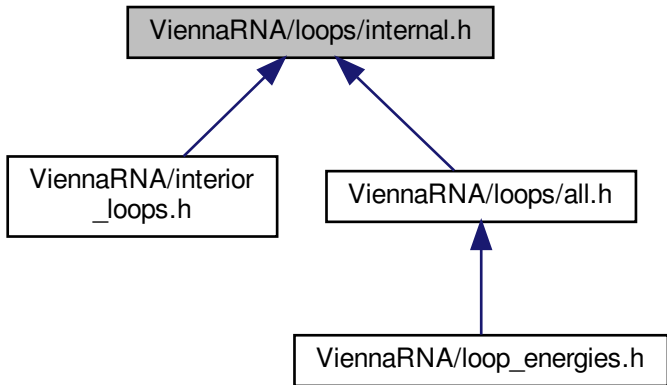 ViennaRNA/loops/internal.h
ViennaRNA/interior
_loops.h
ViennaRNA/loops/all.h
ViennaRNA/loop_energies.h